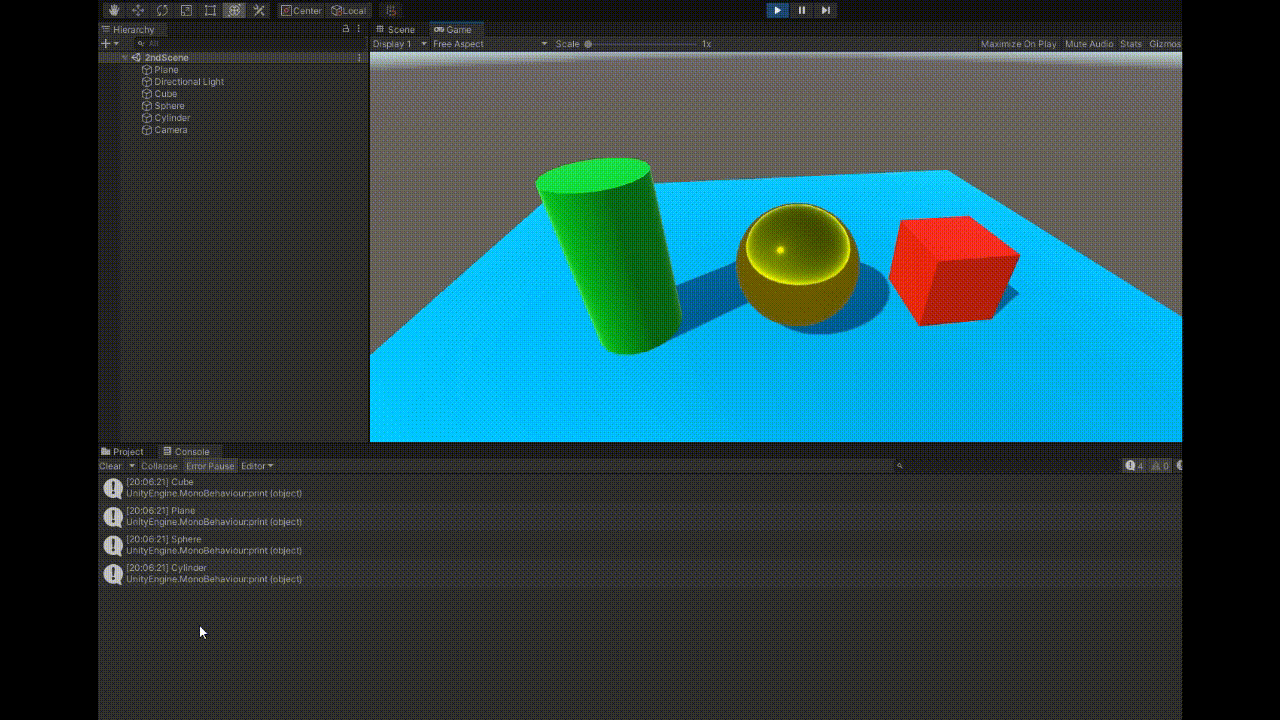 Center Local
Hierarchy
All
2ndScene
Plane
Directional Light
Cube
Sphere
Cylinder
Camera
Scene Game
Display 1 Free Aspect Scale 1x Maximize On Play Mute Audio Stats Gizmos
Project Console
Clear Collapse Error Pause Editor 4 0
[20:06:21] Cube
UnityEngine.MonoBehaviour:print (object)
[20:06:21] Plane
UnityEngine.MonoBehaviour:print (object)
[20:06:21] Sphere
UnityEngine.MonoBehaviour:print (object)
[20:06:21] Cylinder
UnityEngine.MonoBehaviour:print (object)